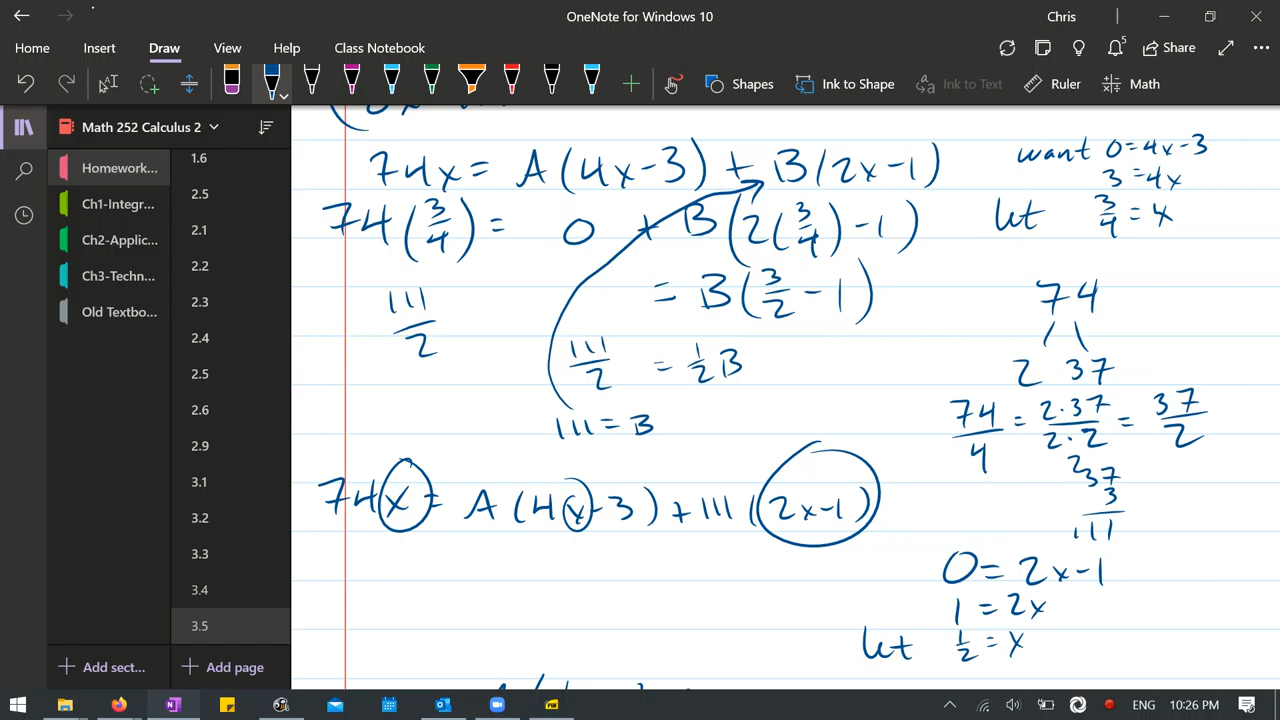 OneNote for Windows 10
Chris
Home Insert Draw View Help Class Notebook
5
Share
Shapes Ink to Shape Ink to Text Ruler Math
Math 252 Calculus 2
Homework...
Ch1-Integr...
Ch2-Applic...
Ch3-Techn...
Old Textbo...
1.6
2.5
2.1
2.2
2.3
2.4
2.5
2.6
2.9
3.1
3.2
3.3
3.4
3.5
Add sect...
Add page
74x = A(4x-3) + B(2x-1)
74(3/4) = 0 + B(2(3/4)-1)
111/2 = B(3/2 - 1)
111/2 = 1/2 B
111 = B
74x = A(4x-3) + 111(2x-1)
want 0=4x-3
3=4x
let 3/4 = x
74
2 37
74/4 = 2·37/2·2 = 37/2
2
37
3
111
0 = 2x-1
1 = 2x
let 1/2 = x
ENG 10:26 PM